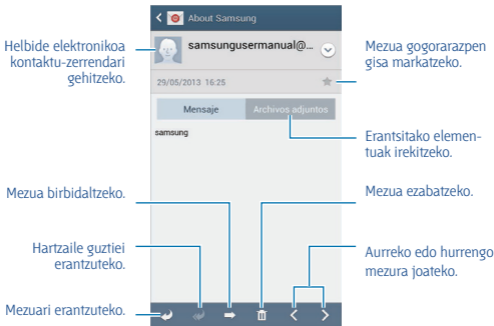 About Samsung
samsungusermanual@...
29/05/2013 16:25
Mensaje
Archivos adjuntos
samsung
Helbide elektronikoa
kontaktu-zerrendari
gehitzeko.
Mezua birbidaltzeko.
Hartzaile guztiei
erantzuteko.
Mezuari erantzuteko.
Mezua gogorarazpen
gisa markatzeko.
Erantsitako elemen-
tuak irekitzeko.
Mezua ezabatzeko.
Aurreko edo hurrengo
mezura joateko.